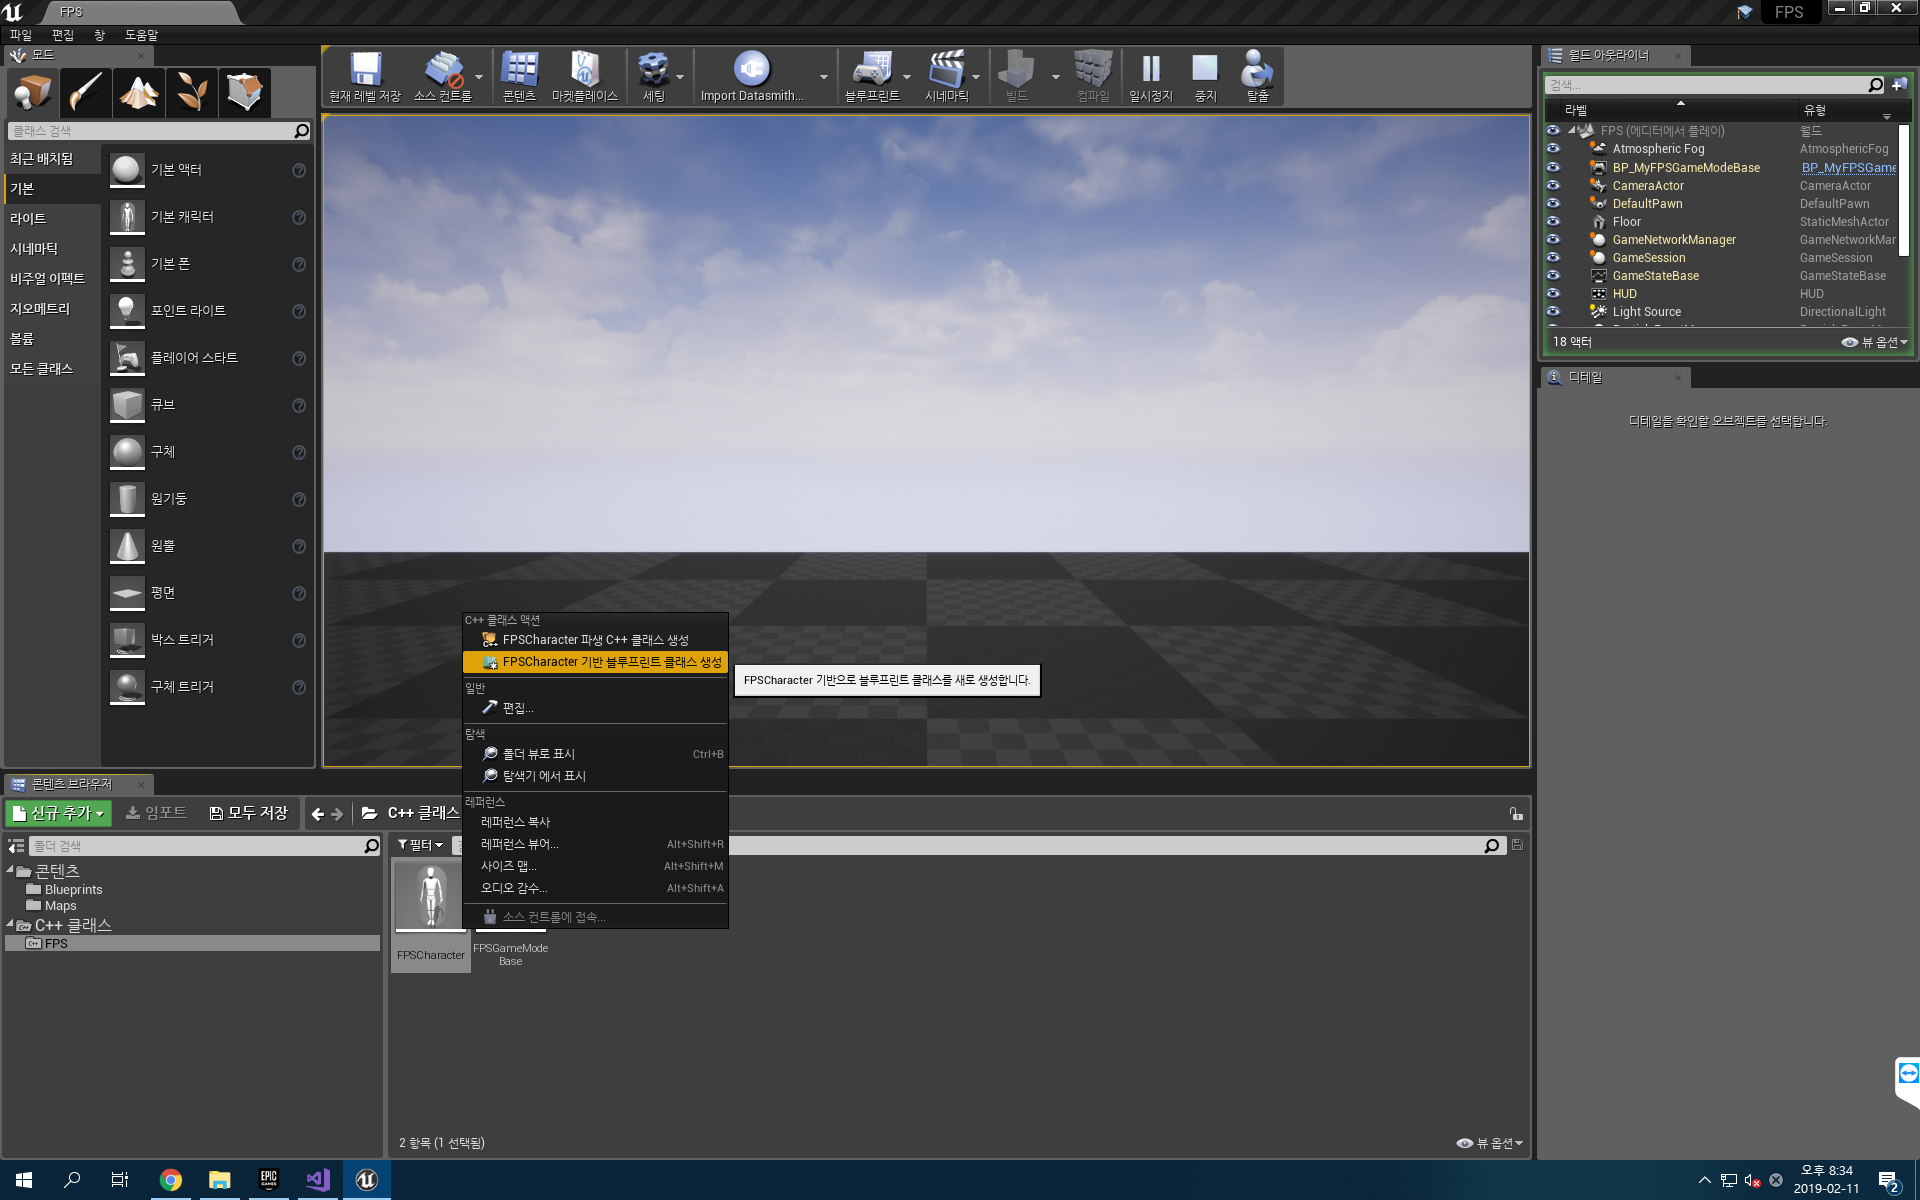 FPS
FPS
파일 편집 창 도움말
모드
현재 레벨 저장
소스 컨트롤
콘텐츠
마켓플레이스
세팅
Import Datasmith...
블루프린트
시네마틱
빌드
컴파일
일시정지
중지
탈출
클래스 검색
최근 배치됨
기본
라이트
시네마틱
비주얼 이펙트
지오메트리
볼륨
모든 클래스
기본 액터
기본 캐릭터
기본 폰
포인트 라이트
플레이어 스타트
큐브
구체
원기둥
원뿔
평면
박스 트리거
구체 트리거
월드 아웃라이너
검색...
라벨 유형
FPS (에디터에서 플레이) 월드
Atmospheric Fog AtmosphericFog
BP_MyFPSGameModeBase BP_MyFPSGame
CameraActor CameraActor
DefaultPawn DefaultPawn
Floor StaticMeshActor
GameNetworkManager GameNetworkMar
GameSession GameSession
GameStateBase GameStateBase
HUD HUD
Light Source DirectionalLight
18 액터 뷰 옵션
디테일
디테일을 확인할 오브젝트를 선택합니다.
C++ 클래스 액션
FPSCharacter 파생 C++ 클래스 생성
FPSCharacter 기반 블루프린트 클래스 생성
FPSCharacter 기반으로 블루프린트 클래스를 새로 생성합니다.
일반
편집...
탐색
폴더 뷰로 표시 Ctrl+B
탐색기 에서 표시
레퍼런스
레퍼런스 복사
레퍼런스 뷰어... Alt+Shift+R
사이즈 맵... Alt+Shift+M
오디오 감수... Alt+Shift+A
소스 컨트롤에 접속...
콘텐츠 브라우저
신규 추가 임포트 모두 저장 C++ 클래스
폴더 검색
필터
콘텐츠
Blueprints
Maps
C++ 클래스
FPS
FPSCharacter
FPSGameMode
Base
2 항목 (1 선택됨) 뷰 옵션
EPIC
GAMES
오후 8:34
2019-02-11
2